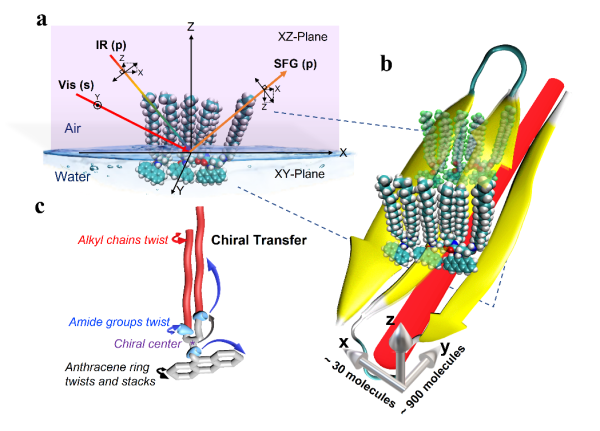 a
Z
XZ-Plane
IR (p)
Z
X
SFG (p)
Vis (s)
Y
X
Z
Air
X
Water
XY-Plane
Y
b
c
Alkyl chains twist
Chiral Transfer
Amide groups twist
Chiral center
*
Anthracene ring
twists and stacks
x
z
y
~ 30 molecules
~ 900 molecules